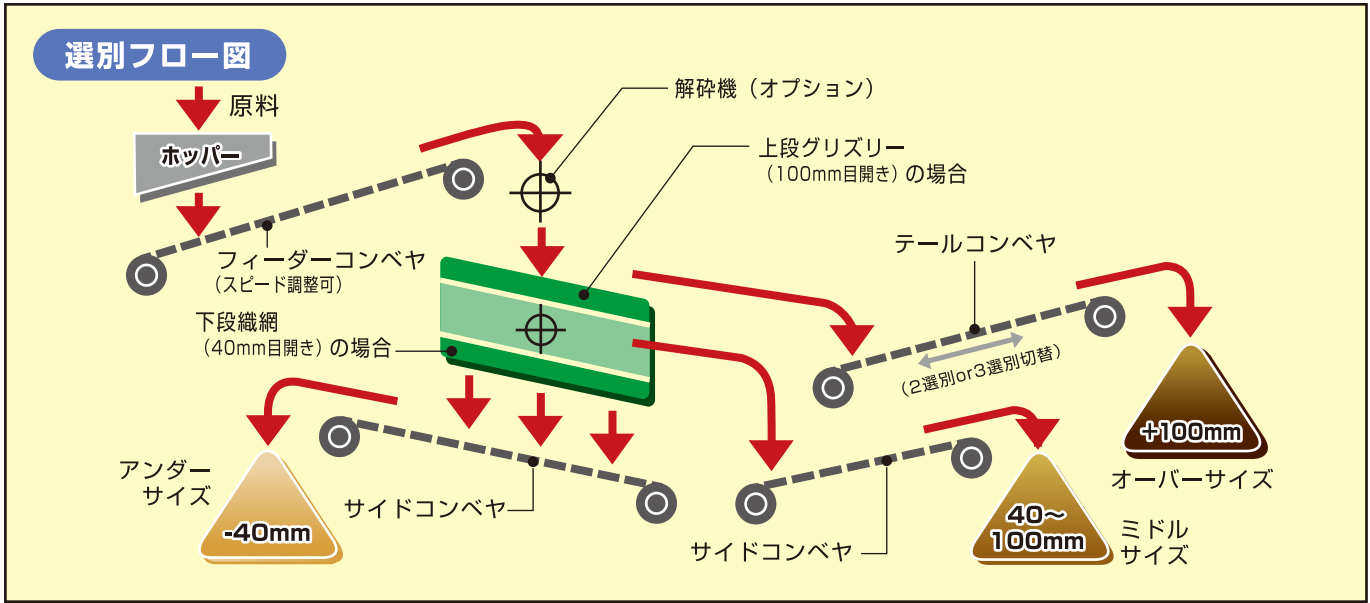 選別フロー図
原料
ホッパー
解砕機（オプション）
上段グリズリー
（100mm目開き）の場合
フィーダーコンベヤ
（スピード調整可）
テールコンベヤ
下段織網
（40mm目開き）の場合
（2選別or3選別切替）
+100mm
オーバーサイズ
アンダー
サイズ
-40mm
サイドコンベヤ
サイドコンベヤ
40〜
100mm
ミドル
サイズ